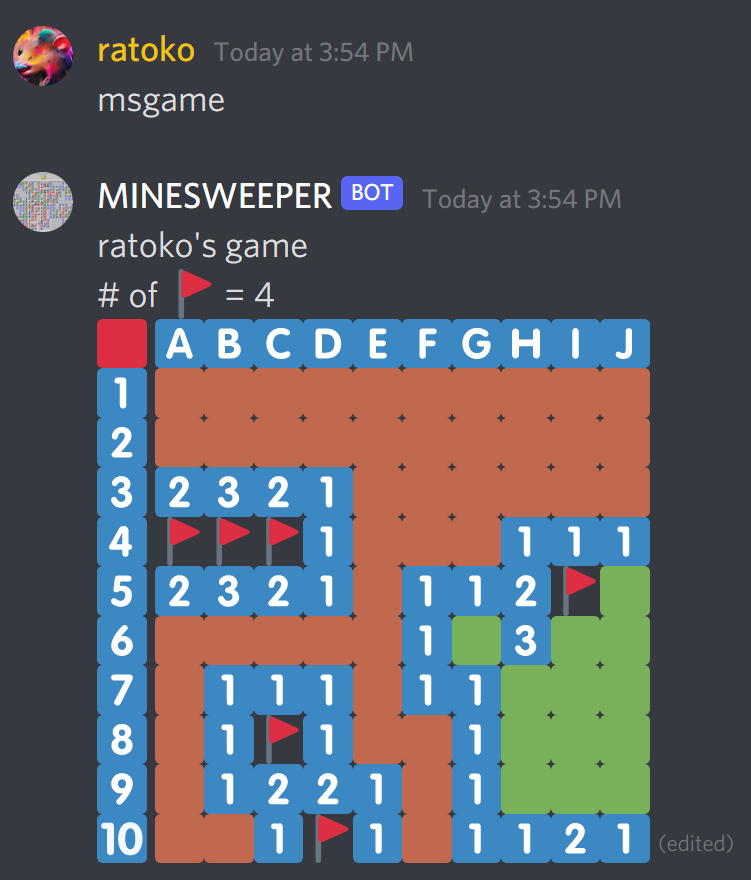 ratoko Today at 3:54 PM
msgame
MINESWEEPER BOT Today at 3:54 PM
ratoko's game
# of = 4
A B C D E F G H I J
1
2
3 2 3 2 1
4 1 1 1 1
5 2 3 2 1 1 1 2
6 1 3
7 1 1 1 1 1
8 1 1 1
9 1 2 2 1 1
10 1 1 1 1 2 1 (edited)